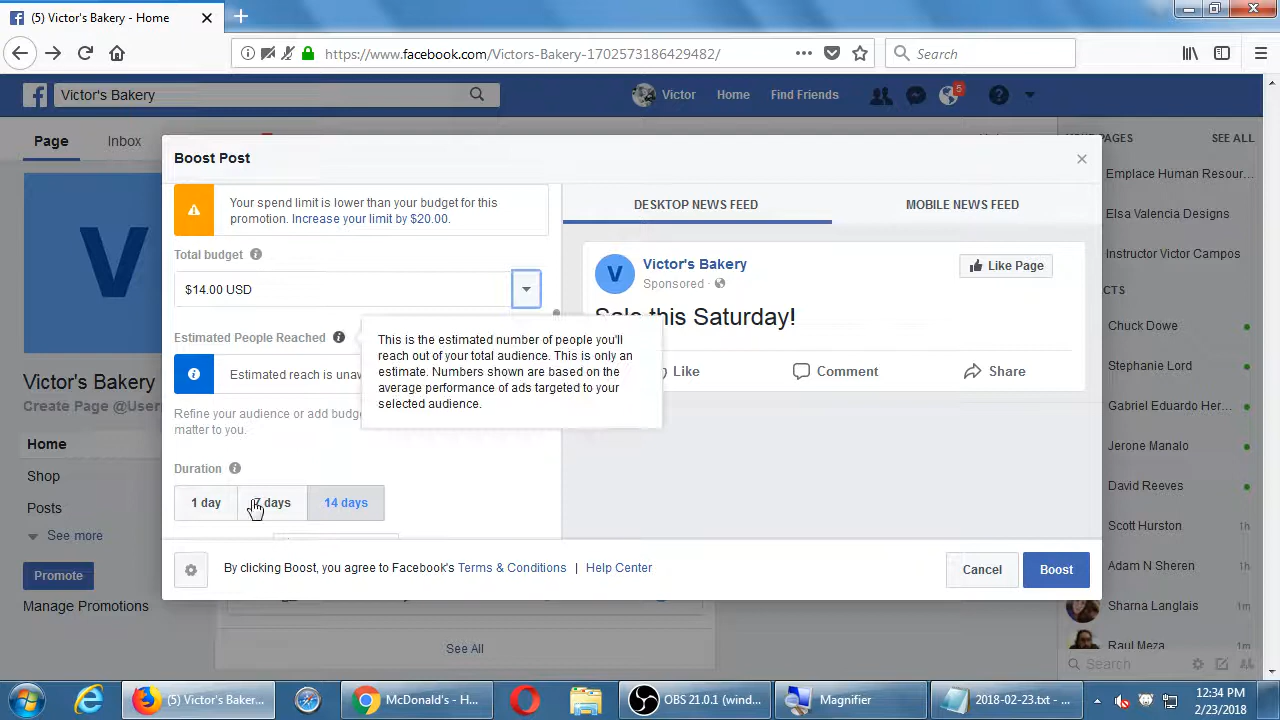 (5) Victor's Bakery - Home
https://www.facebook.com/Victors-Bakery-1702573186429482/
Search
Victor's Bakery
Victor
Home
Find Friends
5
Page
Inbox
PAGES
SEE ALL
Boost Post
Your spend limit is lower than your budget for this
promotion. Increase your limit by $20.00.
Total budget
$14.00 USD
Estimated People Reached
Estimated reach is
Refine your audience or add
matter to you.
This is the estimated number of people you'll
reach out of your total audience. This is only an
estimate. Numbers shown are based on the
average performance of ads targeted to your
selected audience.
Duration
1 day
7 days
14 days
DESKTOP NEWS FEED
MOBILE NEWS FEED
V
Victor's Bakery
Sponsored ·
Like Page
Sale this Saturday!
Like
Comment
Share
By clicking Boost, you agree to Facebook's Terms & Conditions | Help Center
Cancel
Boost
V
Victor's Bakery
Create Page
Home
Shop
Posts
See more
Promote
Manage Promotions
See All
Emplace Human Resour...
Elsa Valencia Designs
Instructor Victor Campos
Chuck Dowe
Stephanie Lord
Gabriel Eduardo Her...
Jerone Manalo
David Reeves
Scott Hurston 1h
Adam N Sheren 1h
Sharna Langlais 1m
Raul Meza 1m
Search
(5) Victor's Baker...
McDonald's - H...
OBS 21.0.1 (wind...
Magnifier
2018-02-23.txt - ...
12:34 PM
2/23/2018